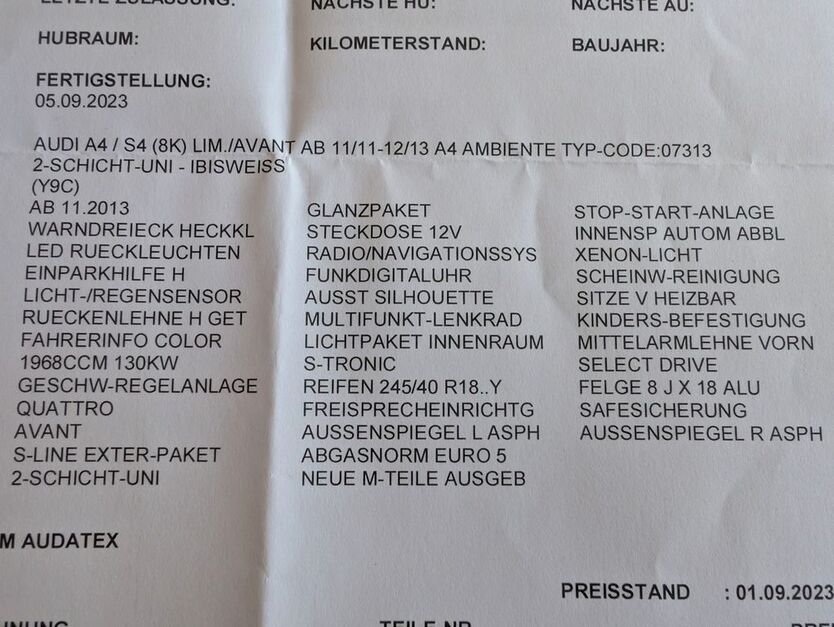 LETZTE ZULASSUNG: NÄCHSTE HU: NÄCHSTE AU:
HUBRAUM: KILOMETERSTAND: BAUJAHR:
FERTIGSTELLUNG:
05.09.2023
AUDI A4 / S4 (8K) LIM./AVANT AB 11/11-12/13 A4 AMBIENTE TYP-CODE:07313
2-SCHICHT-UNI - IBISWEISS
(Y9C)
AB 11.2013 GLANZPAKET STOP-START-ANLAGE
WARNDREIECK HECKKL STECKDOSE 12V INNENSP AUTOM ABBL
LED RUECKLEUCHTEN RADIO/NAVIGATIONSSYS XENON-LICHT
EINPARKHILFE H FUNKDIGITALUHR SCHEINW-REINIGUNG
LICHT-/REGENSENSOR AUSST SILHOUETTE SITZE V HEIZBAR
RUECKENLEHNE H GET MULTIFUNKT-LENKRAD KINDERS-BEFESTIGUNG
FAHRERINFO COLOR LICHTPAKET INNENRAUM MITTELARMLEHNE VORN
1968CCM 130KW S-TRONIC SELECT DRIVE
GESCHW-REGELANLAGE REIFEN 245/40 R18..Y FELGE 8 J X 18 ALU
QUATTRO FREISPRECHEINRICHTG SAFESICHERUNG
AVANT AUSSENSPIEGEL L ASPH AUSSENSPIEGEL R ASPH
S-LINE EXTER-PAKET ABGASNORM EURO 5
2-SCHICHT-UNI NEUE M-TEILE AUSGEB
M AUDATEX
PREISSTAND : 01.09.2023